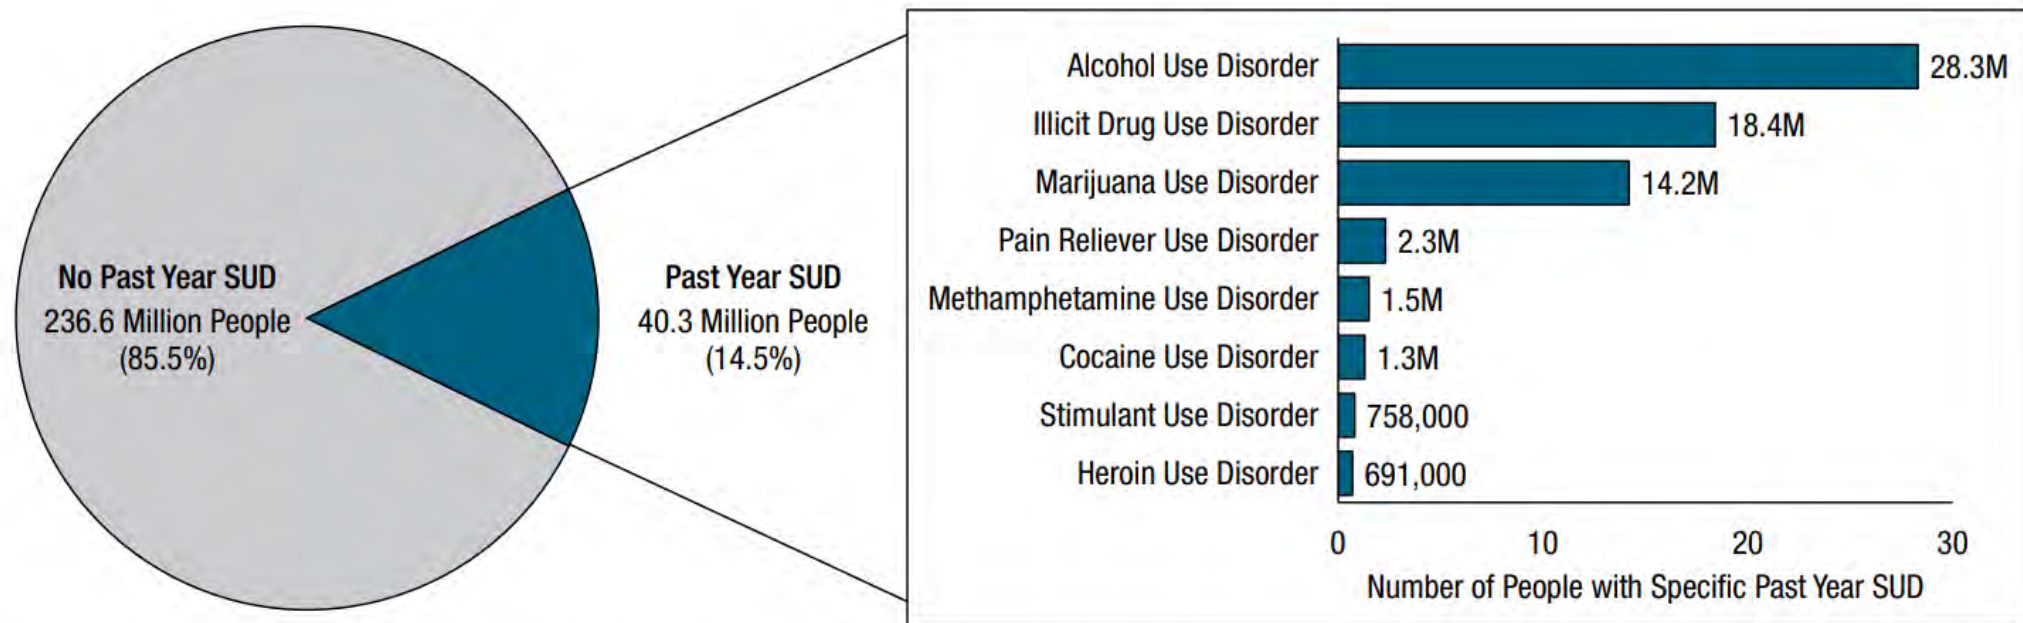 No Past Year SUD
236.6 Million People
(85.5%)
Past Year SUD
40.3 Million People
(14.5%)
Alcohol Use Disorder 28.3M
Illicit Drug Use Disorder 18.4M
Marijuana Use Disorder 14.2M
Pain Reliever Use Disorder 2.3M
Methamphetamine Use Disorder 1.5M
Cocaine Use Disorder 1.3M
Stimulant Use Disorder 758,000
Heroin Use Disorder 691,000
0 10 20 30
Number of People with Specific Past Year SUD